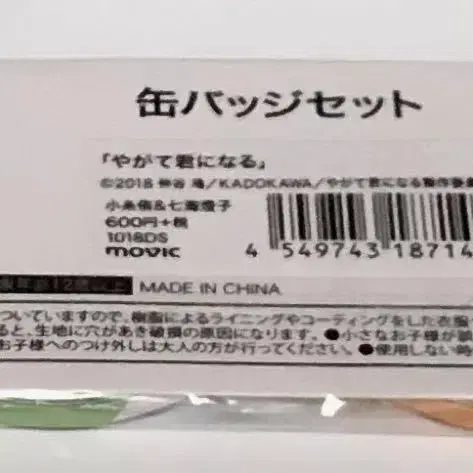 缶バッジセット
「やがて君になる」
©2018 仲谷 鳰/KADOKAWA/やがて君になる製作委員
小糸侑&七海燈子
600円+税
1018DS
movic
4 549743 18714
MADE IN CHINA
ついていますので、樹脂によるライニングやコーティングをした衣服
ると、生地に穴があき破損の原因になります。●小さなお子様が
お子様へのつけ外しは大人の方が行ってください。●使用しない時